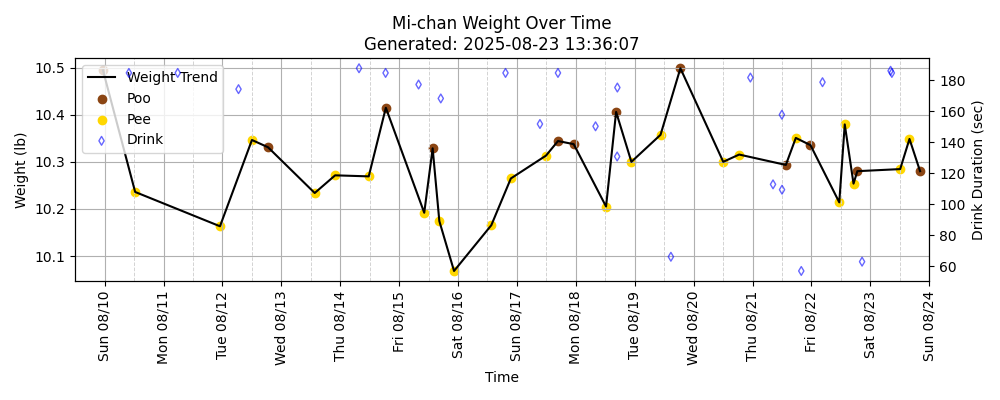 Mi-chan Weight Over Time
Generated: 2025-08-23 13:36:07
Weight (lb)
10.5
10.4
10.3
10.2
10.1
Weight Trend
Poo
Pee
Drink
180
160
140
120
100
80
60
Drink Duration (sec)
Sun 08/10
Mon 08/11
Tue 08/12
Wed 08/13
Thu 08/14
Fri 08/15
Sat 08/16
Sun 08/17
Mon 08/18
Tue 08/19
Wed 08/20
Thu 08/21
Fri 08/22
Sat 08/23
Sun 08/24
Time